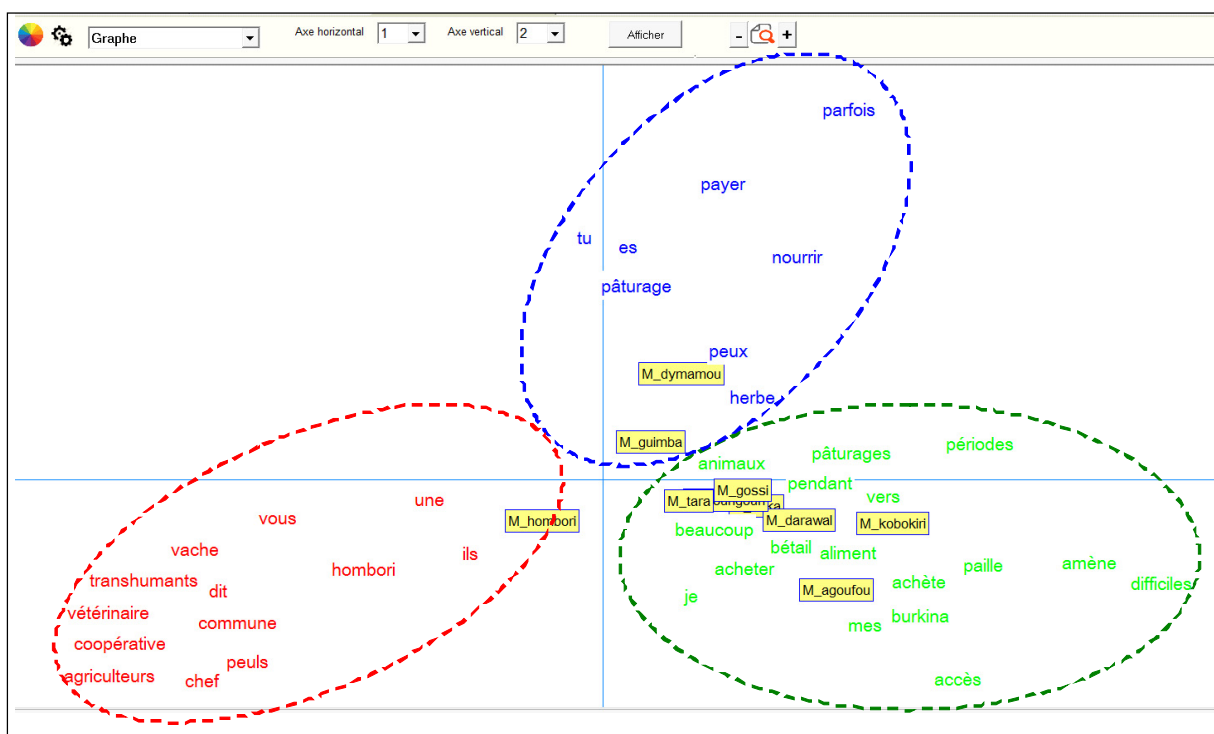 Graphe
Axe horizontal 1
Axe vertical 2
Afficher
- +
parfois
payer
tu
es
nourrir
pâturage
peux
M_dymamou
herbe
M_guimba
animaux
pâturages
périodes
pendant
M_gossi
M_tara
vers
M_darawal
M_kobokiri
beaucoup
bétail
aliment
acheter
paille
amène
achète
difficiles
M_agoufou
je
mes
burkina
accès
une
vous
M_hombori
vache
ils
hombori
transhumants
dit
vétérinaire
commune
coopérative
peuls
agriculteurs
chef